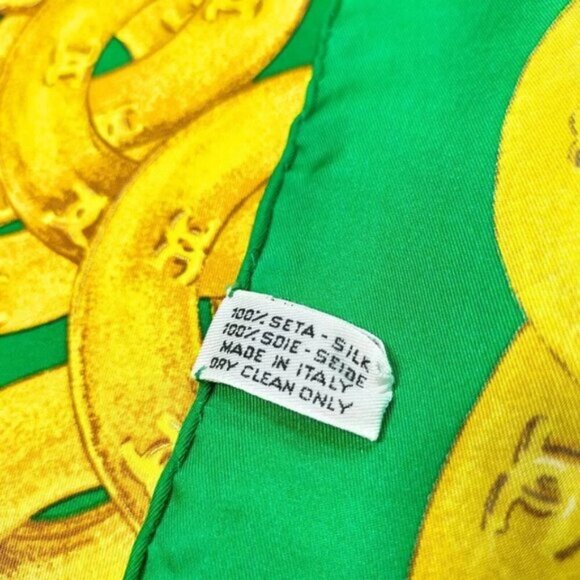 100% SETA - SILK
100% SOIE - SEIDE
MADE IN ITALY
DRY CLEAN ONLY